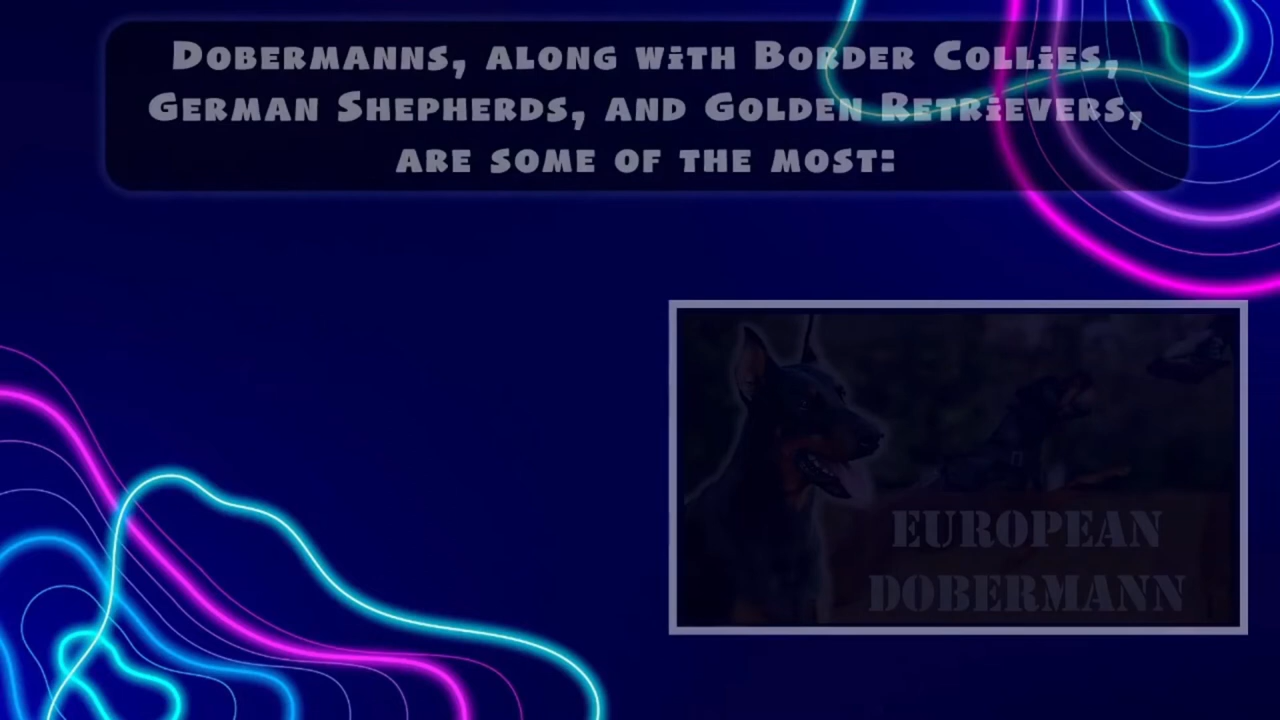 Dobermanns, along with Border Collies,
German Shepherds, and Golden Retrievers,
are some of the most:
EUROPEAN
DOBERMANN